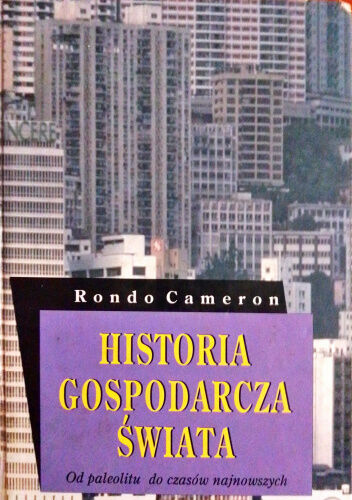 Rondo Cameron
HISTORIA
GOSPODARCZA
ŚWIATA
Od paleolitu do czasów najnowszych